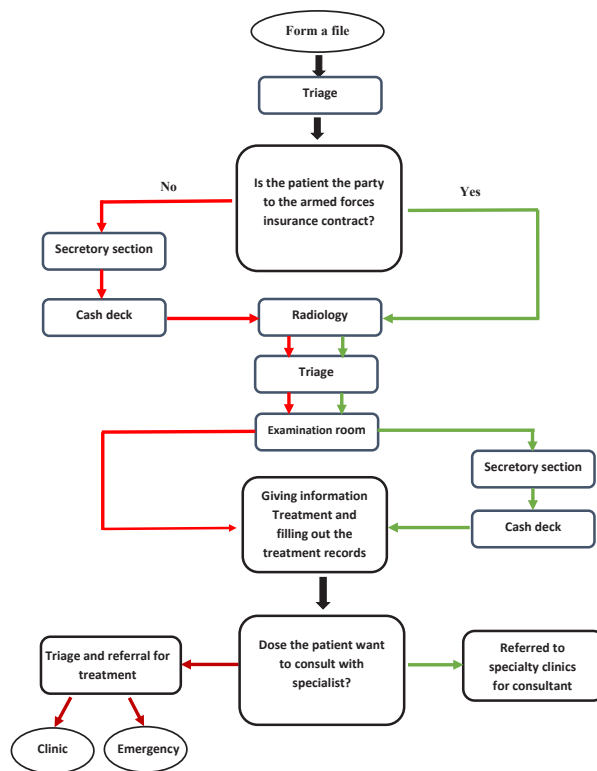 Form a file
Triage
Is the patient the party
to the armed forces
insurance contract?
No
Yes
Secretory section
Cash deck
Radiology
Triage
Examination room
Secretory section
Cash deck
Giving information
Treatment and
filling out the
treatment records
Dose the patient want
to consult with
specialist?
Triage and referral for
treatment
Referred to
specialty clinics
for consultant
Clinic
Emergency